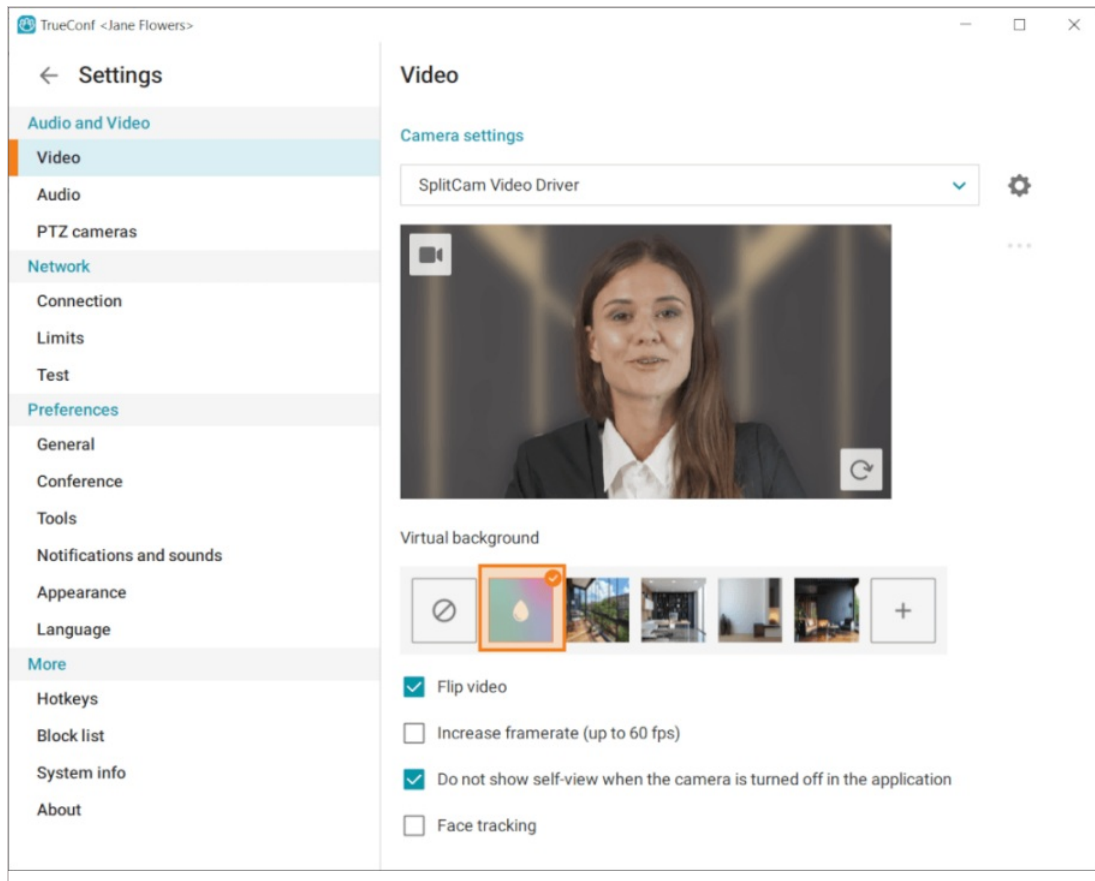 TrueConf <Jane Flowers>
Settings
Audio and Video
Video
Audio
PTZ cameras
Network
Connection
Limits
Test
Preferences
General
Conference
Tools
Notifications and sounds
Appearance
Language
More
Hotkeys
Block list
System info
About
Video
Camera settings
SplitCam Video Driver
Virtual background
Flip video
Increase framerate (up to 60 fps)
Do not show self-view when the camera is turned off in the application
Face tracking